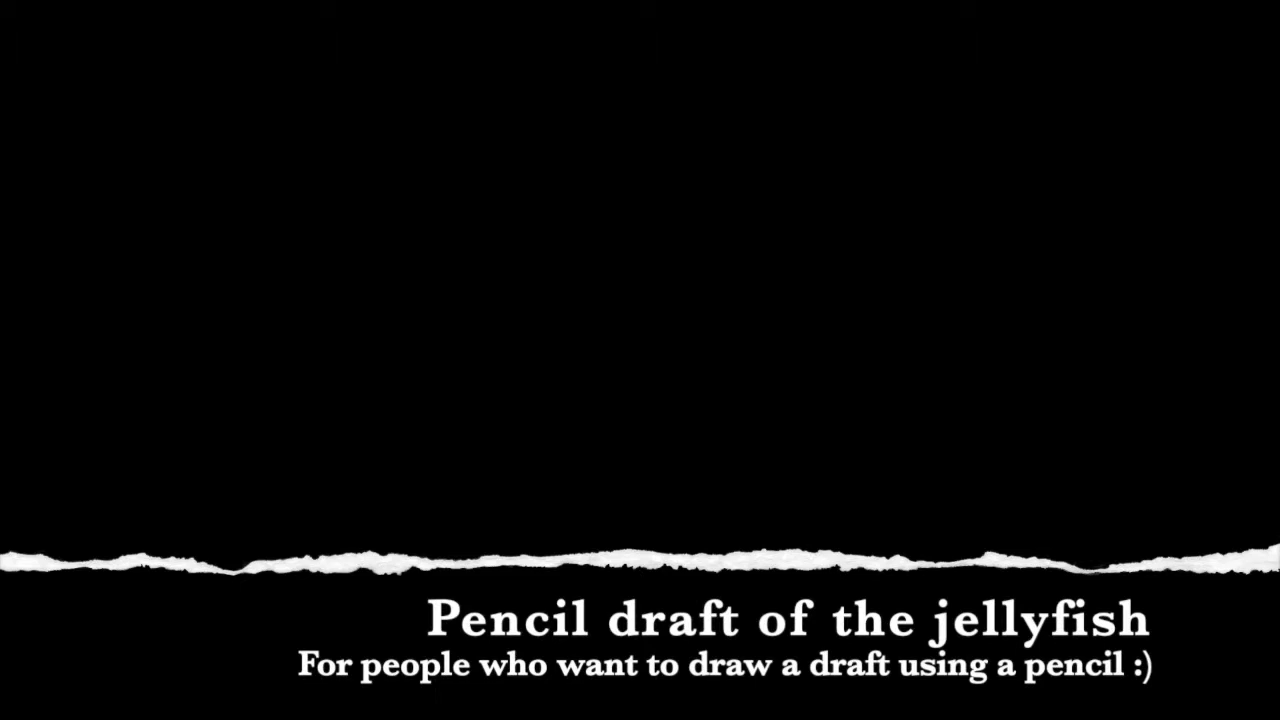 Pencil draft of the jellyfish
For people who want to draw a draft using a pencil :)